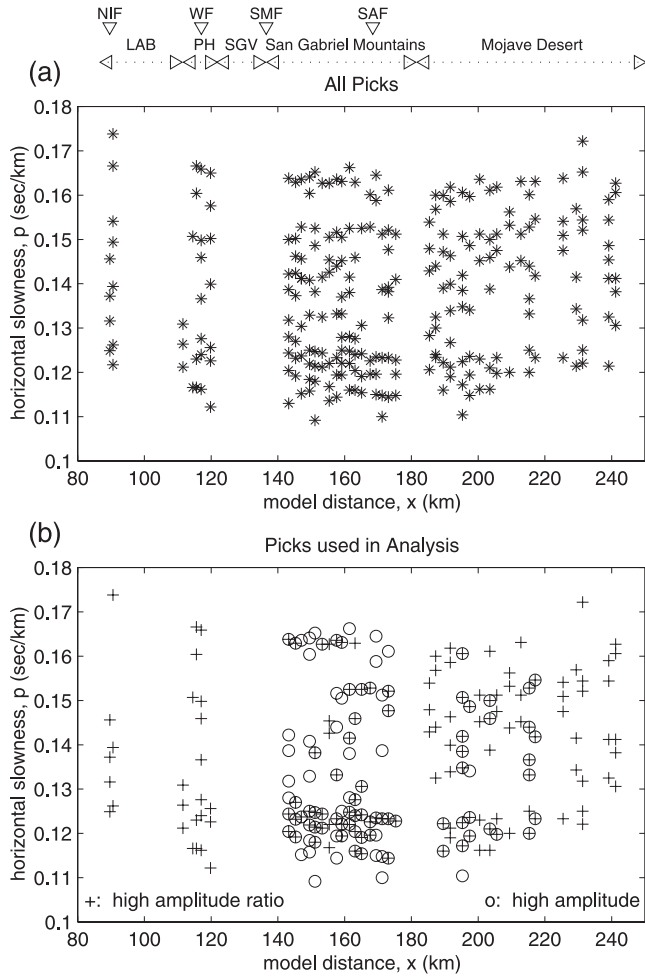 NIF WF SMF SAF
LAB PH SGV San Gabriel Mountains Mojave Desert
(a) All Picks
0.18
0.17
0.16
0.15
0.14
0.13
0.12
0.11
0.1
horizontal slowness, p (sec/km)
80 100 120 140 160 180 200 220 240
model distance, x (km)
(b) Picks used in Analysis
0.18
0.17
0.16
0.15
0.14
0.13
0.12
0.11
0.1
horizontal slowness, p (sec/km)
+: high amplitude ratio o: high amplitude
80 100 120 140 160 180 200 220 240
model distance, x (km)